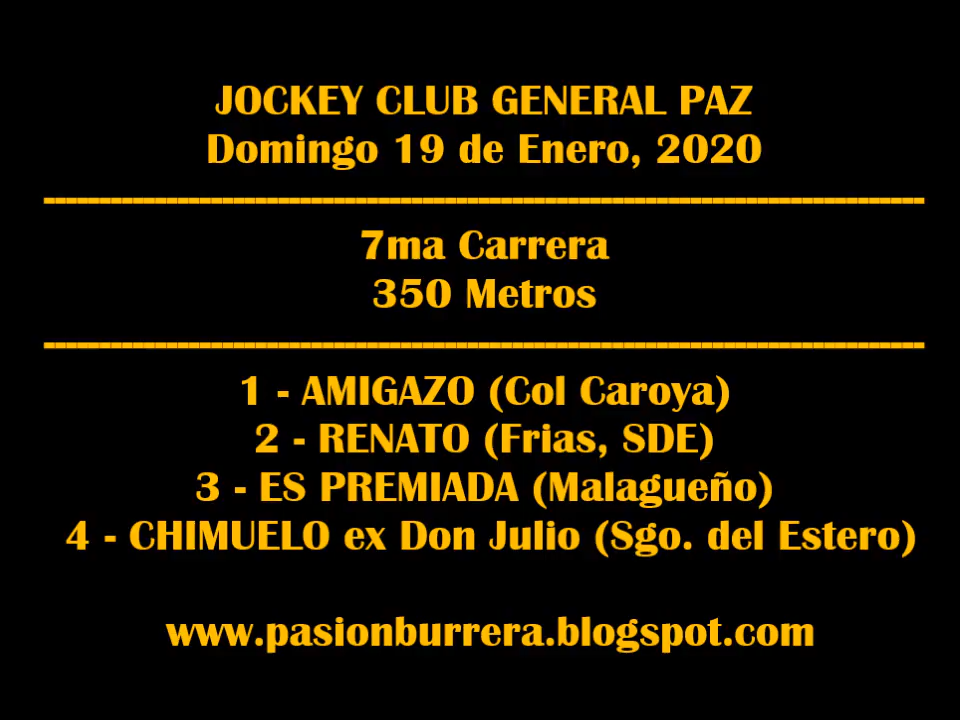 JOCKEY CLUB GENERAL PAZ
Domingo 19 de Enero, 2020
--------------------------------------------------------------------------------
7ma Carrera
350 Metros
--------------------------------------------------------------------------------
1 - AMIGAZO (Col Caroya)
2 - RENATO (Frias, SDE)
3 - ES PREMIADA (Malagueño)
4 - CHIMUELO ex Don Julio (Sgo. del Estero)
www.pasionburrera.blogspot.com